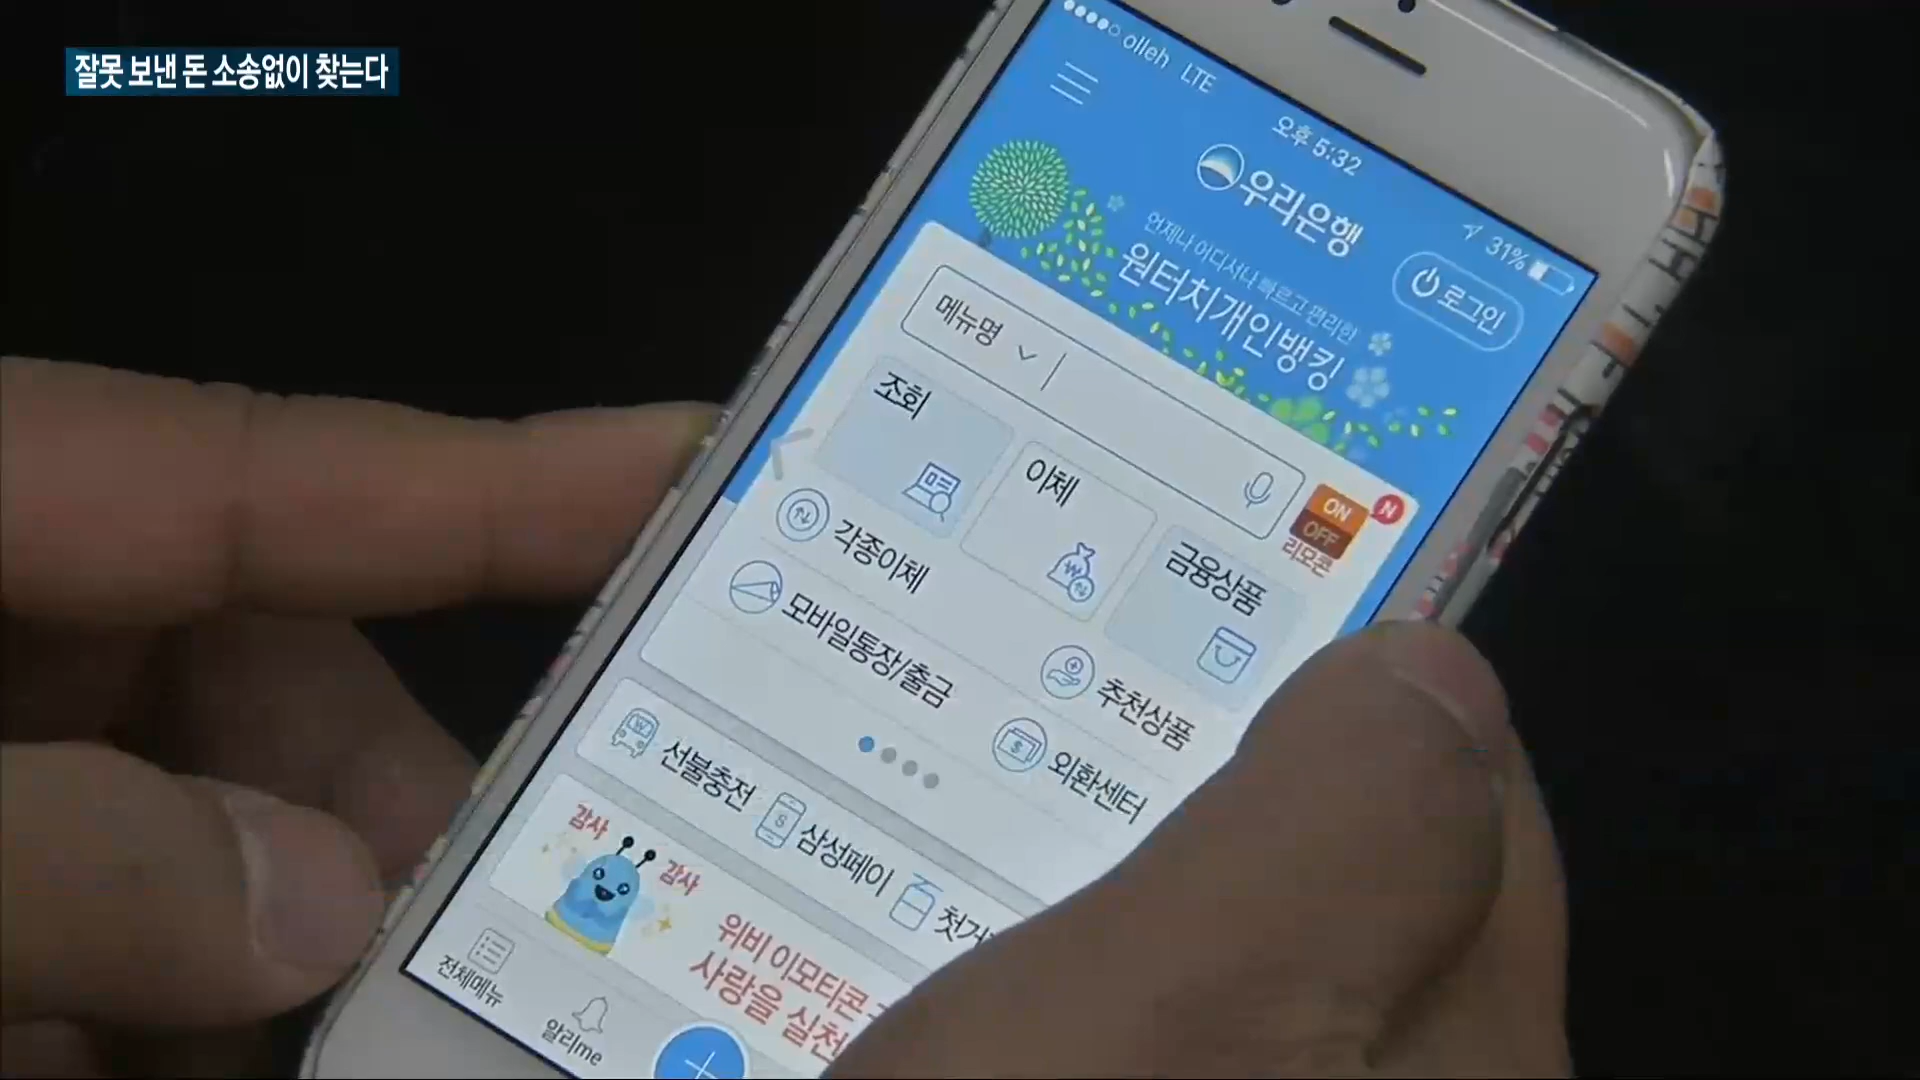 잘못 보낸 돈 소송없이 찾는다
olleh LTE
오후 5:32
31%
우리은행
로그인
언제나 어디서나 빠르고 편리한
원터치개인뱅킹
메뉴명
ON
OFF
리모콘
N
조회
이체
금융상품
각종이체
추천상품
모바일통장/출금
외환센터
선불충전
삼성페이
첫거
감사
감사
위비 이모티콘
사랑을 실천
전체메뉴
알리me